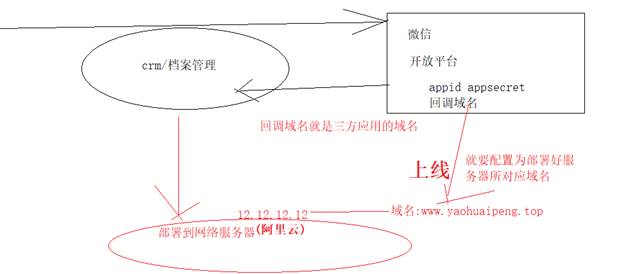 微信
开放平台
crm/档案管理
appid appsecret
回调域名
回调域名就是三方应用的域名
上线
就要配置为部署好服
务器所对应域名
12.12.12.12
域名:www.yaohuaipeng.top
部署到网络服务器(阿里云)